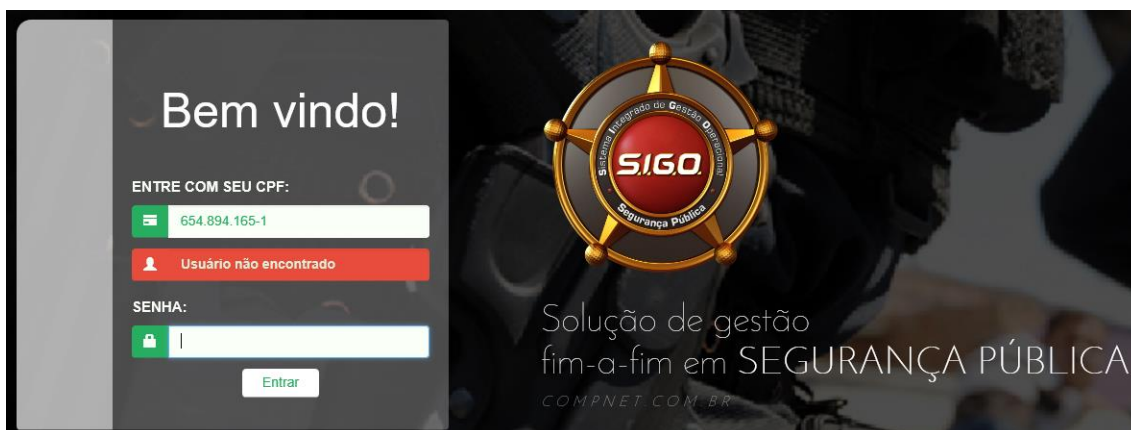 Bem vindo!
ENTRE COM SEU CPF:
654.894.165-1
Usuário não encontrado
SENHA:
Entrar
Sistema Integrado de Gestão Operacional
S.I.G.O.
Segurança Pública
Solução de gestão
fim-a-fim em SEGURANÇA PÚBLICA
COMPNET.COM.BR